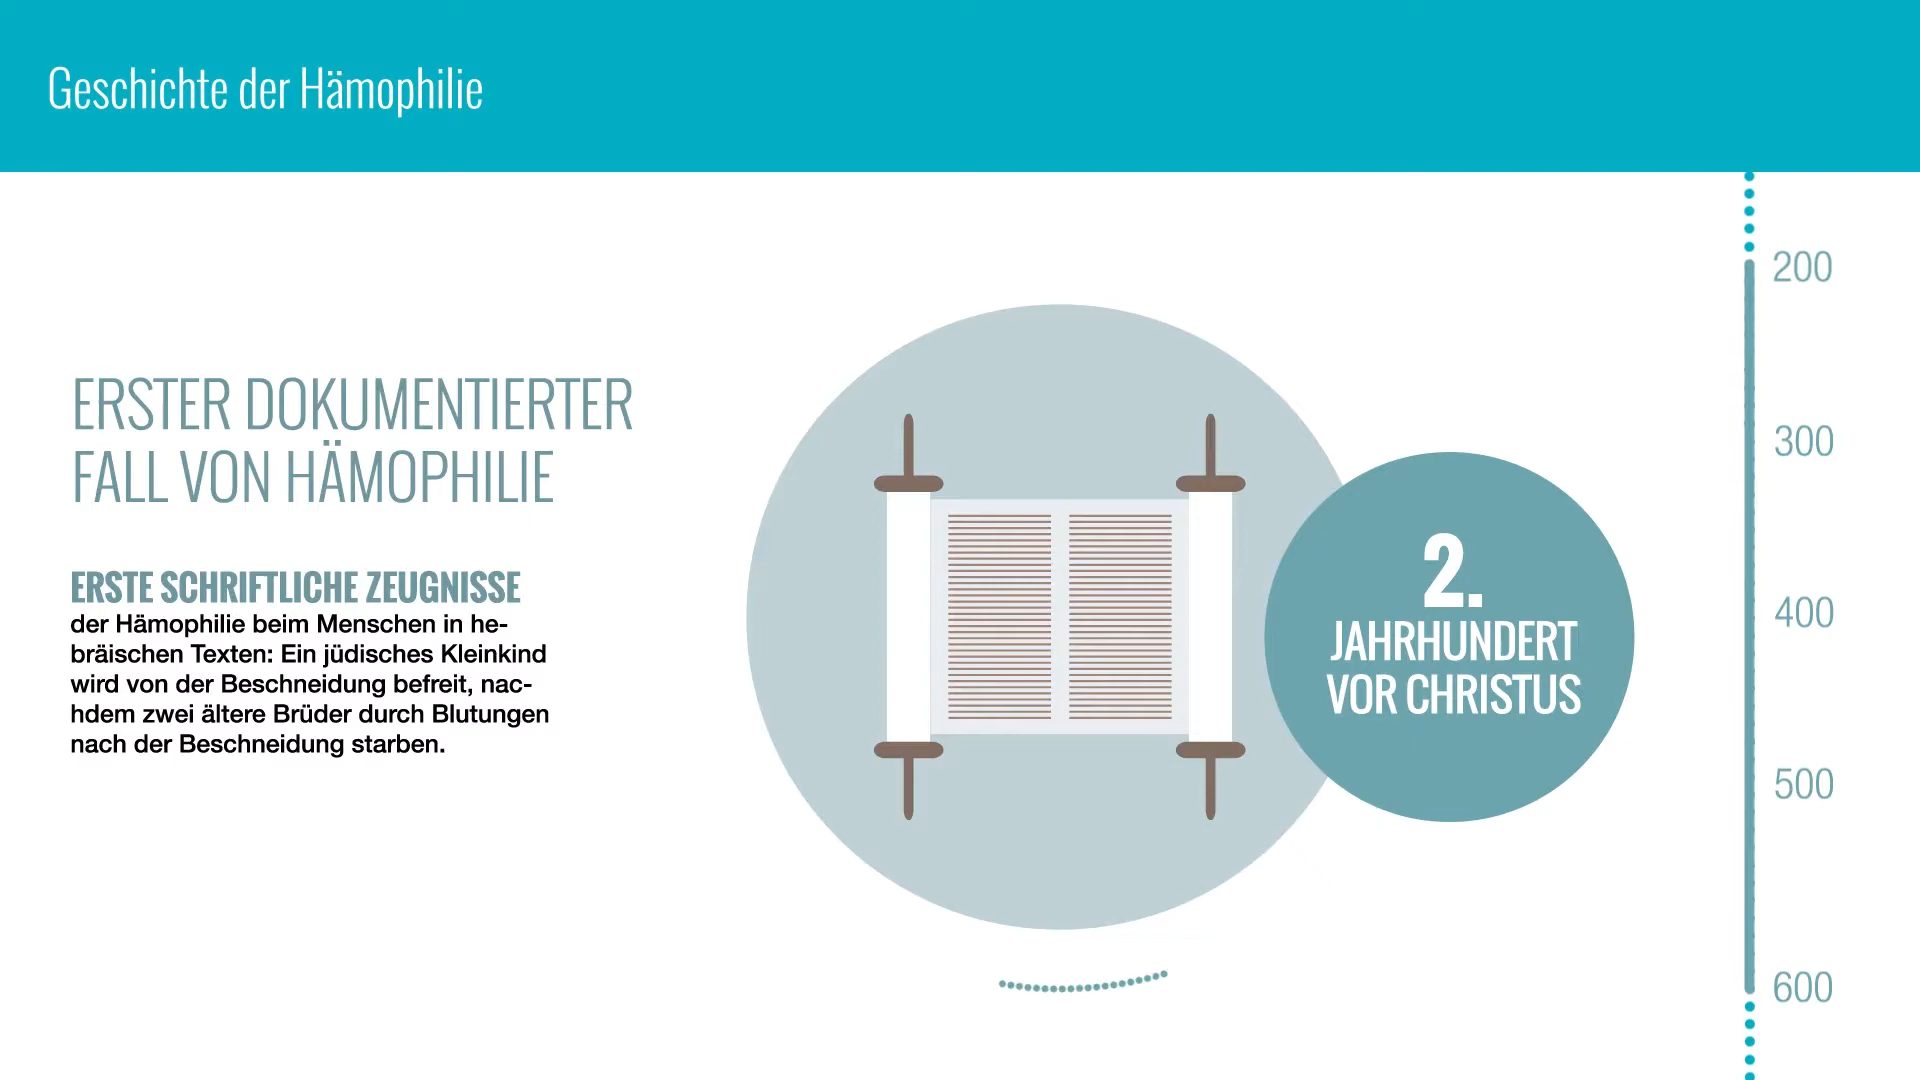 Geschichte der Hämophilie
ERSTER DOKUMENTIERTER
FALL VON HÄMOPHILIE
ERSTE SCHRIFTLICHE ZEUGNISSE
der Hämophilie beim Menschen in he-
bräischen Texten: Ein jüdisches Kleinkind
wird von der Beschneidung befreit, nac-
hdem zwei ältere Brüder durch Blutungen
nach der Beschneidung starben.
2.
JAHRHUNDERT
VOR CHRISTUS
200
300
400
500
600